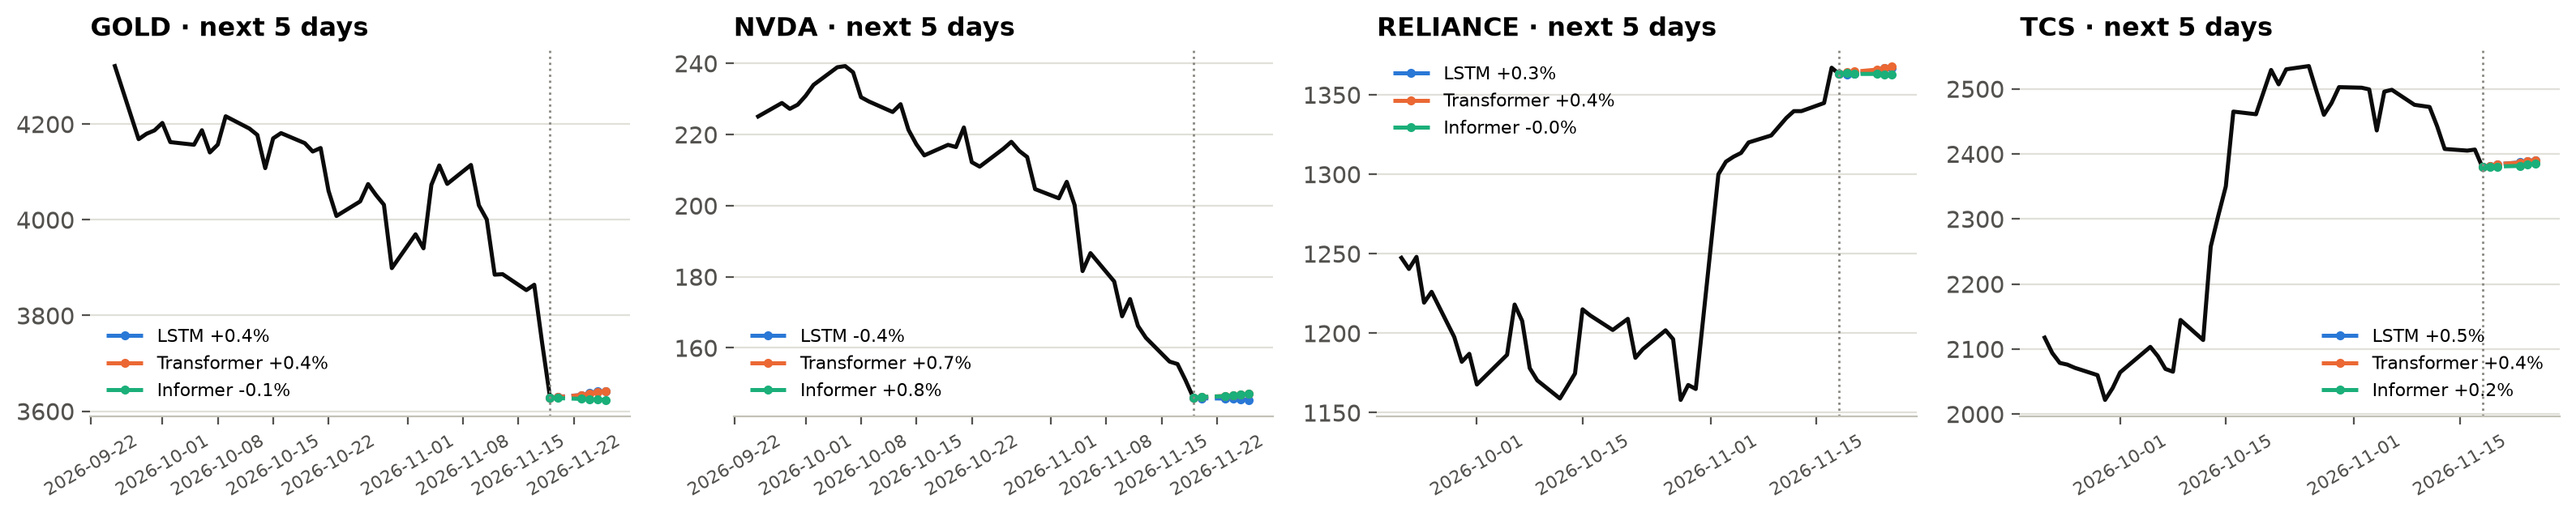 GOLD · next 5 days
4200
4000
3800
3600
LSTM +0.4%
Transformer +0.4%
Informer -0.1%
2026-09-22
2026-10-01
2026-10-08
2026-10-15
2026-10-22
2026-11-01
2026-11-08
2026-11-15
2026-11-22
NVDA · next 5 days
240
220
200
180
160
LSTM -0.4%
Transformer +0.7%
Informer +0.8%
2026-09-22
2026-10-01
2026-10-08
2026-10-15
2026-10-22
2026-11-01
2026-11-08
2026-11-15
2026-11-22
RELIANCE · next 5 days
LSTM +0.3%
Transformer +0.4%
Informer -0.0%
1350
1300
1250
1200
1150
2026-10-01
2026-10-15
2026-11-01
2026-11-15
TCS · next 5 days
2500
2400
2300
2200
2100
2000
LSTM +0.5%
Transformer +0.4%
Informer +0.2%
2026-10-01
2026-10-15
2026-11-01
2026-11-15